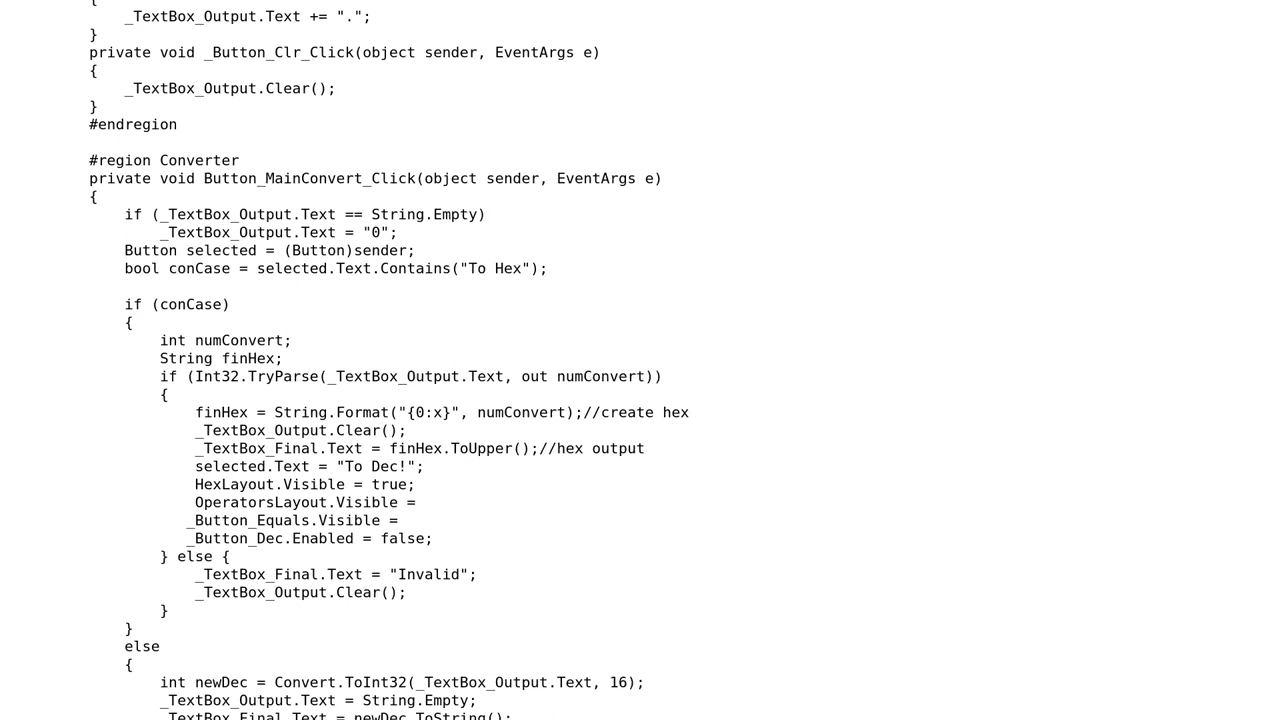 {
_TextBox_Output.Text += ".";
}
private void _Button_Clr_Click(object sender, EventArgs e)
{
_TextBox_Output.Clear();
}
#endregion
#region Converter
private void Button_MainConvert_Click(object sender, EventArgs e)
{
if (_TextBox_Output.Text == String.Empty)
_TextBox_Output.Text = "0";
Button selected = (Button)sender;
bool conCase = selected.Text.Contains("To Hex");
if (conCase)
{
int numConvert;
String finHex;
if (Int32.TryParse(_TextBox_Output.Text, out numConvert))
{
finHex = String.Format("{0:x}", numConvert);//create hex
_TextBox_Output.Clear();
_TextBox_Final.Text = finHex.ToUpper();//hex output
selected.Text = "To Dec!";
HexLayout.Visible = true;
OperatorsLayout.Visible =
_Button_Equals.Visible =
_Button_Dec.Enabled = false;
} else {
_TextBox_Final.Text = "Invalid";
_TextBox_Output.Clear();
}
}
else
{
int newDec = Convert.ToInt32(_TextBox_Output.Text, 16);
_TextBox_Output.Text = String.Empty;
_TextBox_Final.Text = newDec.ToString();